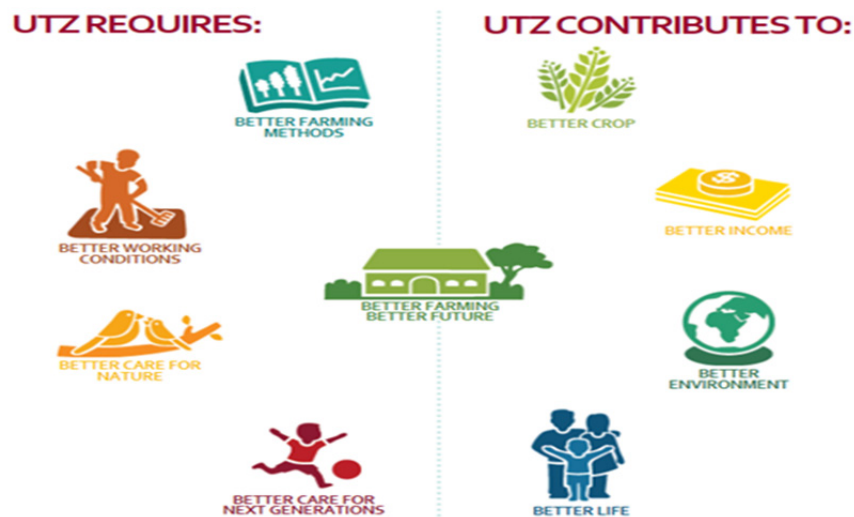 UTZ REQUIRES:
UTZ CONTRIBUTES TO:
BETTER FARMING
METHODS
BETTER CROP
BETTER WORKING
CONDITIONS
BETTER INCOME
BETTER FARMING
BETTER FUTURE
BETTER CARE FOR
NATURE
BETTER
ENVIRONMENT
BETTER CARE FOR
NEXT GENERATIONS
BETTER LIFE